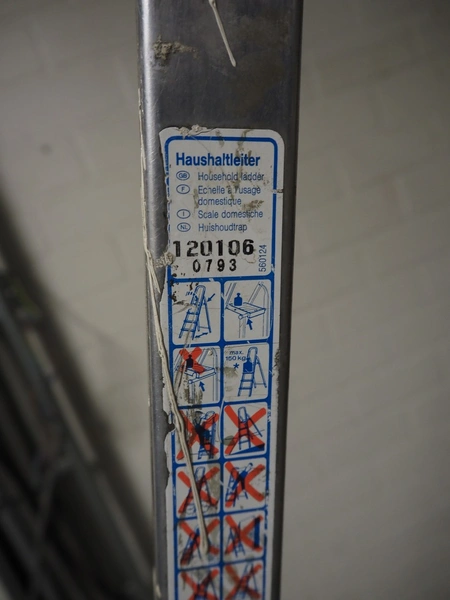 Haushaltleiter
GB Household ladder
F Echelle à l'usage
domestique
I Scale domestiche
NL Huishoudtrap
120106
0793
560124
max.
150 kg